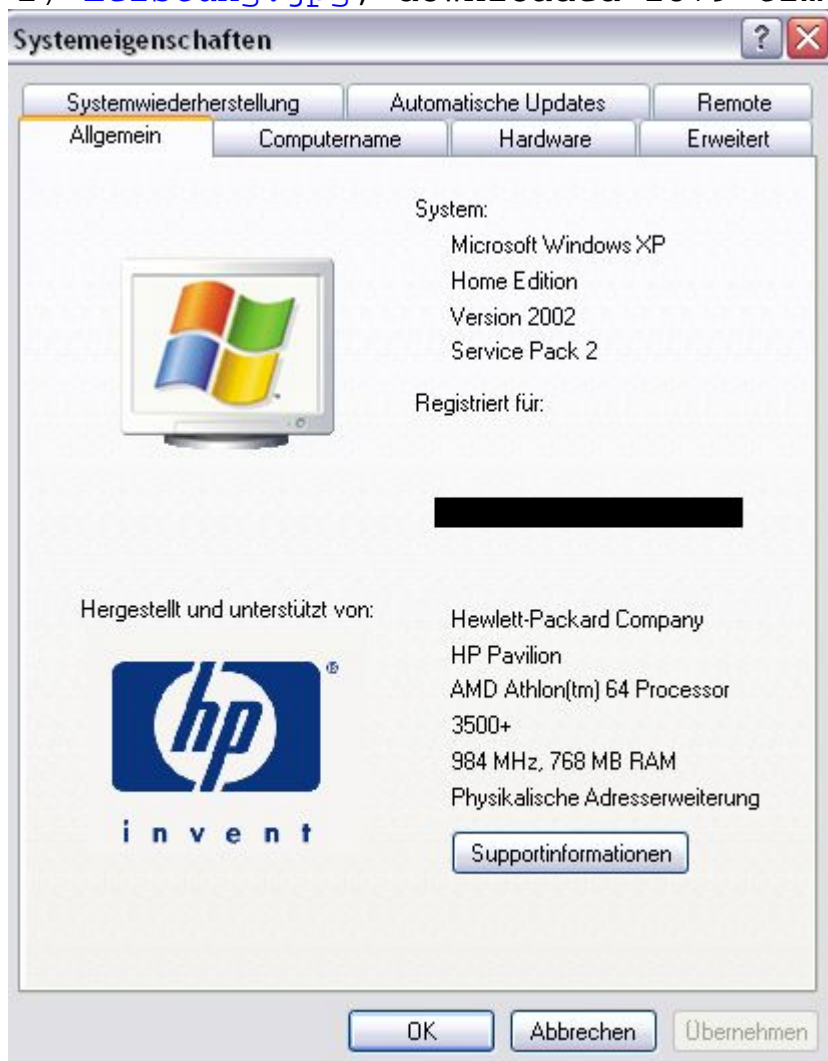 Systemeigenschaften
Systemwiederherstellung Automatische Updates Remote
Allgemein Computername Hardware Erweitert
System:
Microsoft Windows XP
Home Edition
Version 2002
Service Pack 2
Registriert für:
Hergestellt und unterstützt von:
Hewlett-Packard Company
HP Pavilion
AMD Athlon(tm) 64 Processor
3500+
984 MHz, 768 MB RAM
Physikalische Adresserweiterung
hp ®
invent
Supportinformationen
OK Abbrechen Übernehmen